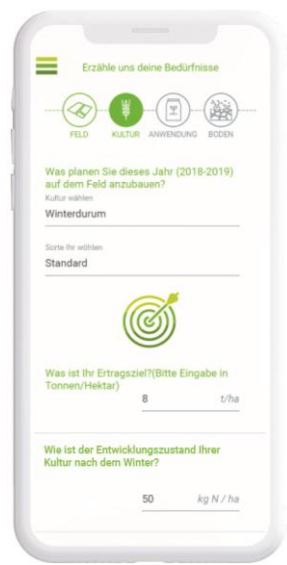 Erzähle uns deine Bedürfnisse
FELD KULTUR ANWENDUNG BODEN
Was planen Sie dieses Jahr (2018-2019)
auf dem Feld anzubauen?
Kultur wählen
Winterdurum
Sorte ihr wöhlen
Standard
Was ist Ihr Ertragsziel?(Bitte Eingabe in
Tonnen/Hektar)
8 t/ha
Wie ist der Entwicklungszustand Ihrer
Kultur nach dem Winter?
50 kg N / ha